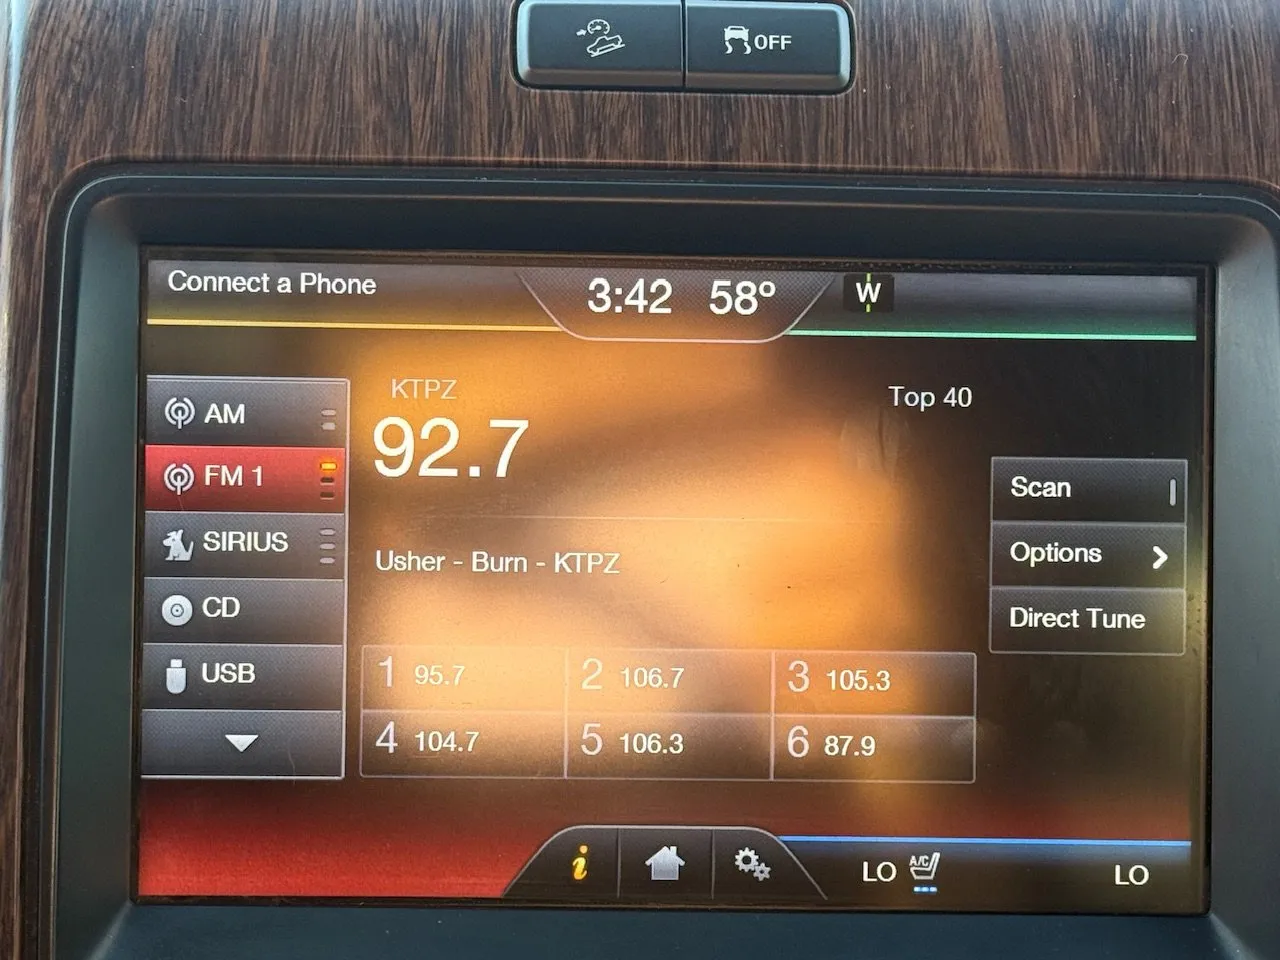 OFF
Connect a Phone
3:42 58º
W
KTPZ
92.7
Top 40
AM
FM 1
SIRIUS
CD
USB
Usher - Burn - KTPZ
Scan
Options
Direct Tune
1 95.7
2 106.7
3 105.3
4 104.7
5 106.3
6 87.9
i
LO
A/C
LO